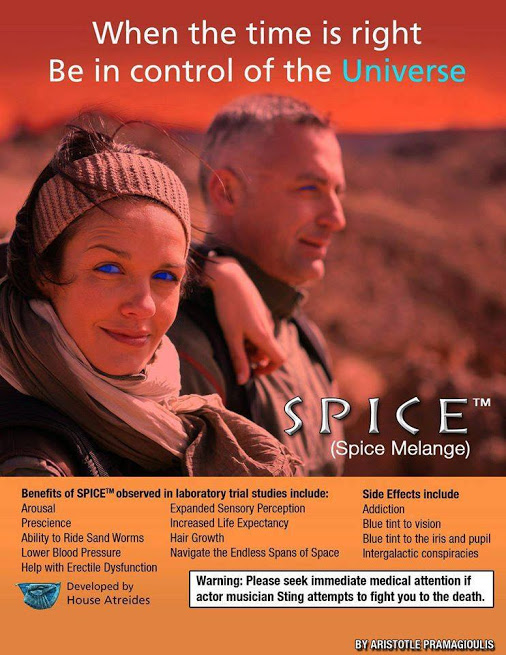 When the time is right
Be in control of the Universe
SPICE™
(Spice Melange)
Benefits of SPICE™ observed in laboratory trial studies include:
Arousal
Prescience
Ability to Ride Sand Worms
Lower Blood Pressure
Help with Erectile Dysfunction
Expanded Sensory Perception
Increased Life Expectancy
Hair Growth
Navigate the Endless Spans of Space
Side Effects include
Addiction
Blue tint to vision
Blue tint to the iris and pupil
Intergalactic conspiracies
Developed by
House Atreides
Warning: Please seek immediate medical attention if
actor musician Sting attempts to fight you to the death.
BY ARISTOTLE PRAMAGIOULIS